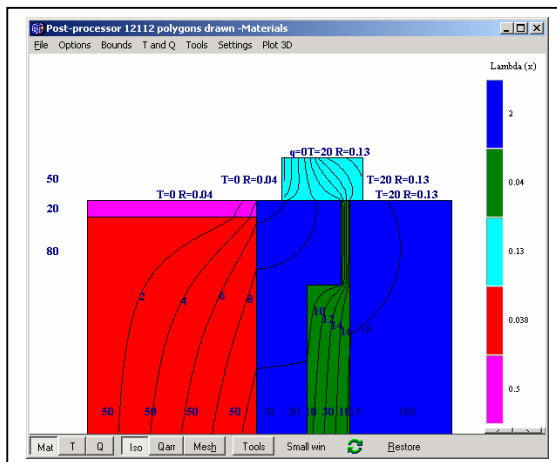 Post-processor 12112 polygons drawn -Materials
File Options Bounds T and Q Tools Settings Plot 3D
Lambda (x)
q=0T=20 R=0.13
T=0 R=0.04 T=20 R=0.13
T=0 R=0.04 T=20 R=0.13
50
20
80
2
0.04
0.13
0.038
0.5
2 4 6 8 10 12 14 16 18
50 50 50 50 30 10 30 105
Mat T Q Iso Qarr Mesh Tools Small win Restore